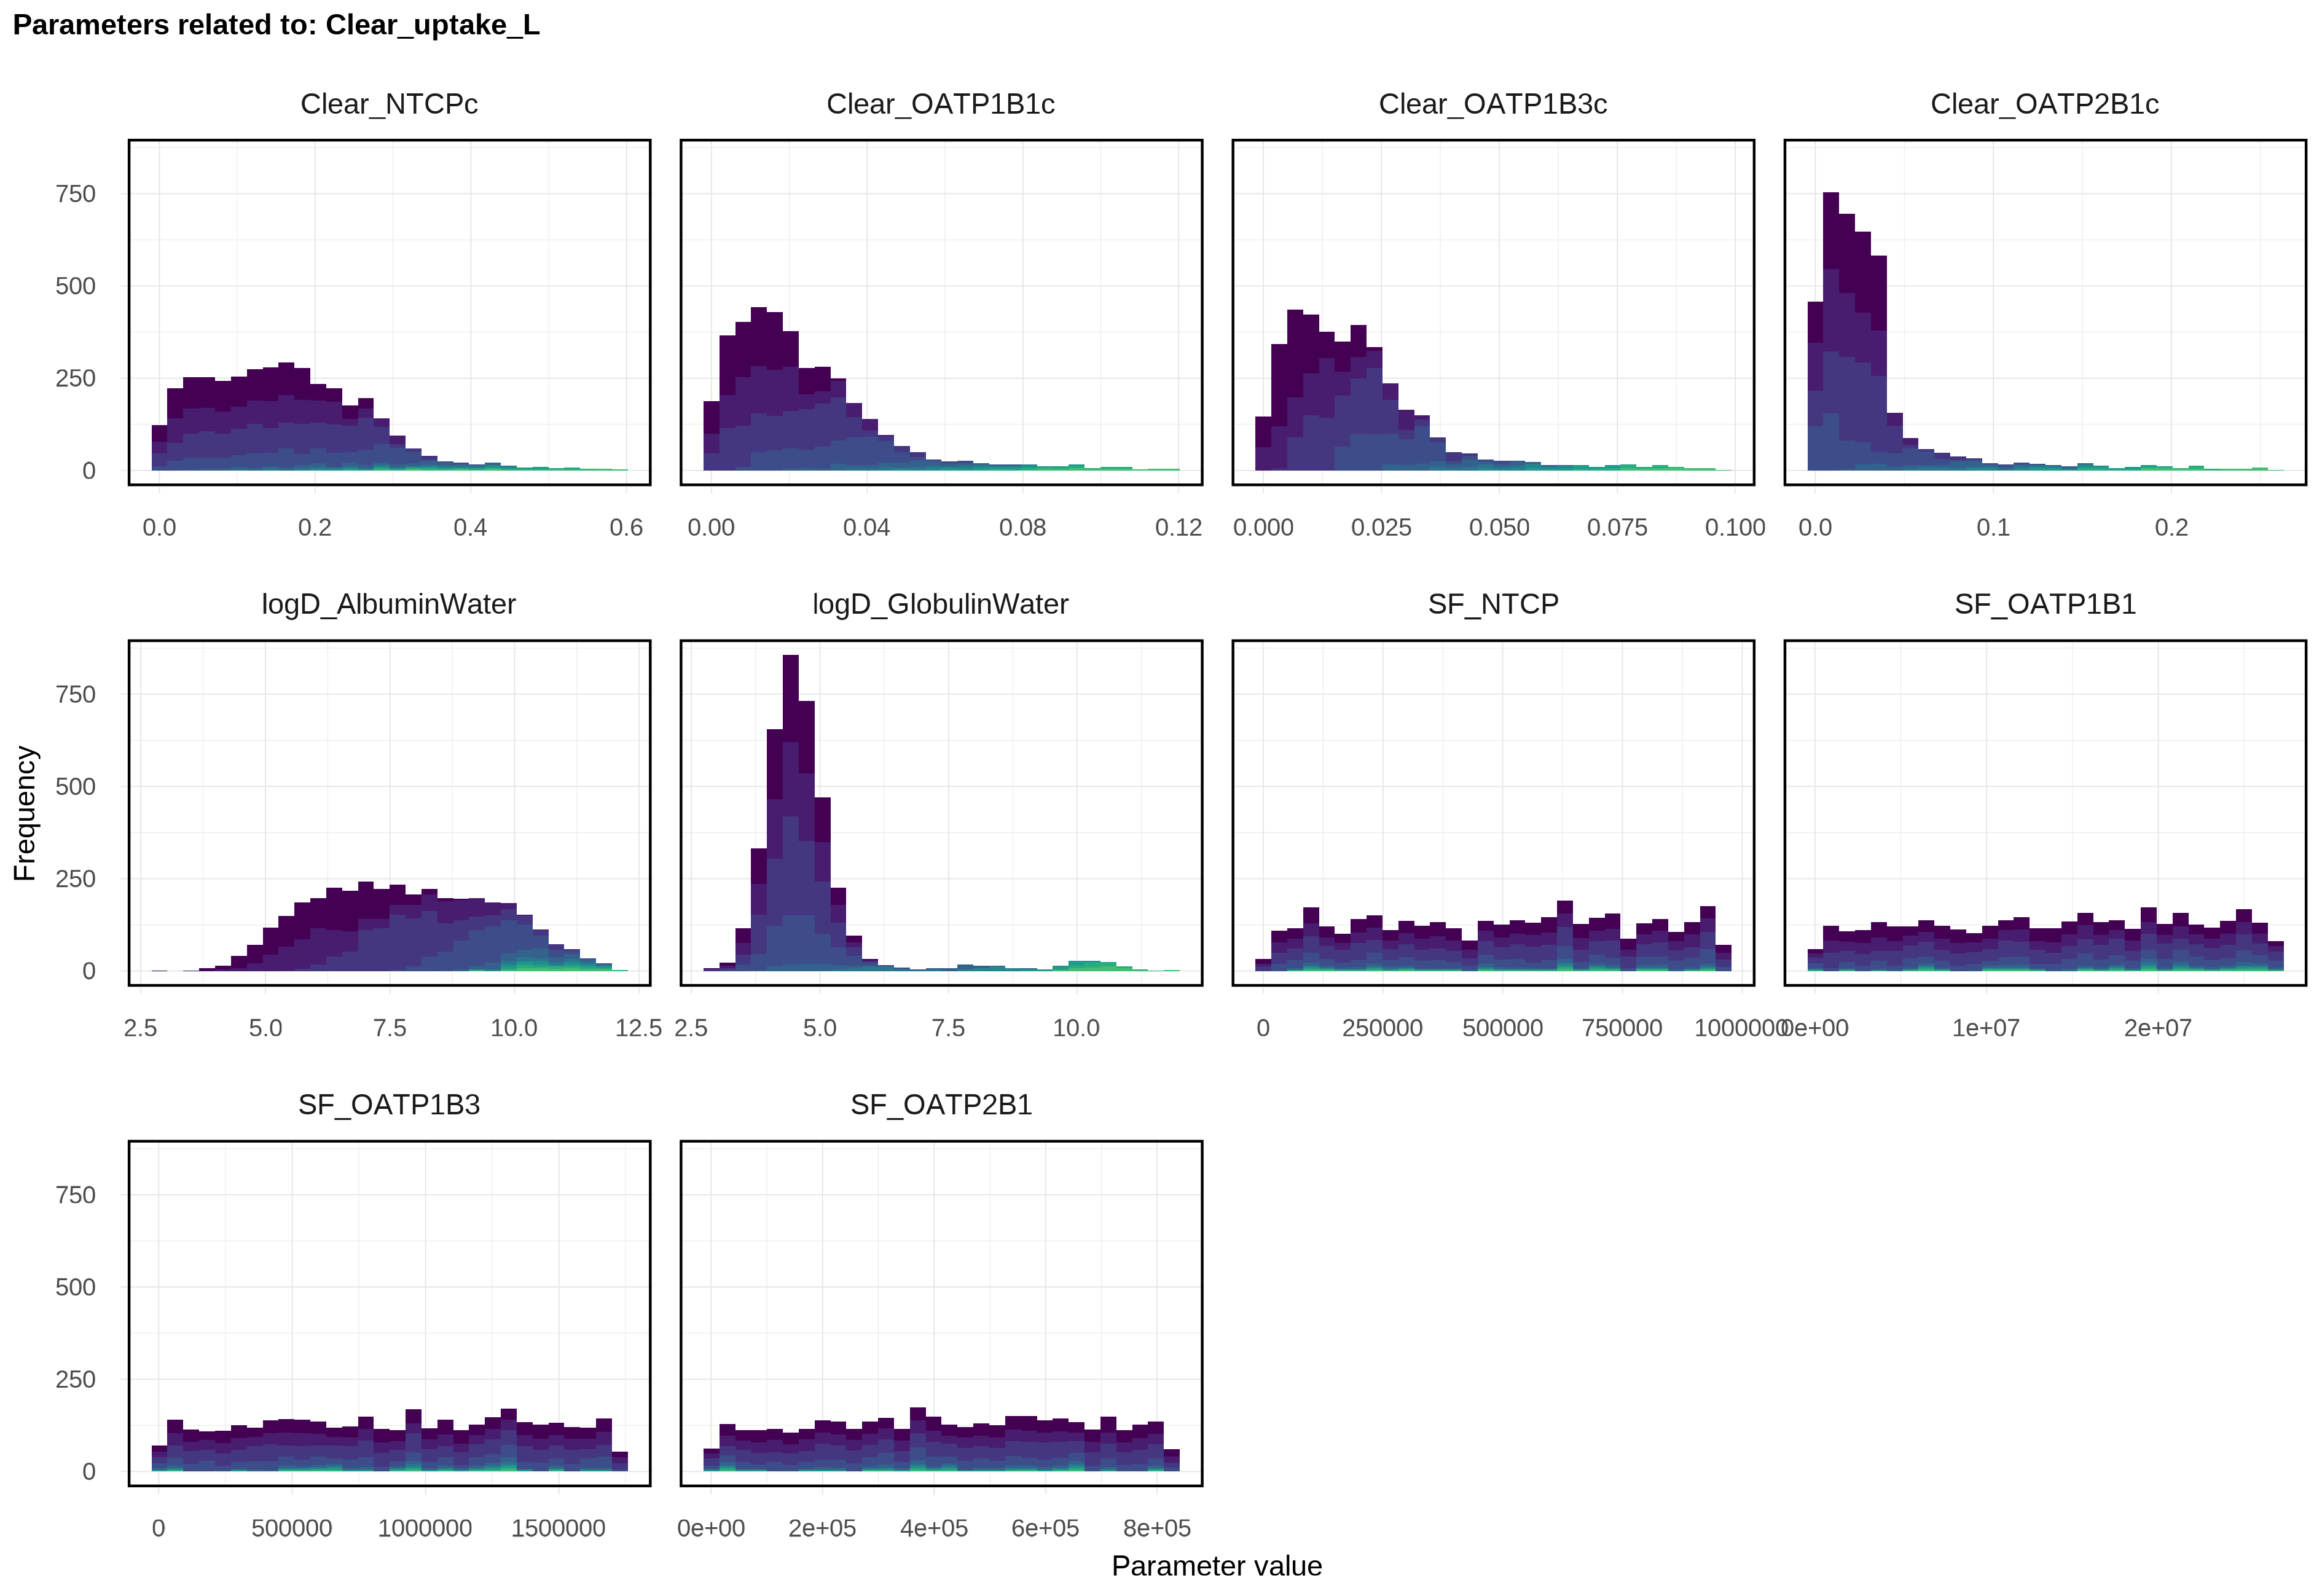 Parameters related to: Clear_uptake_L
Clear_NTCPc Clear_OATP1B1c Clear_OATP1B3c Clear_OATP2B1c
750
500
250
0
0.0 0.2 0.4 0.6 0.00 0.04 0.08 0.12 0.000 0.025 0.050 0.075 0.100 0.0 0.1 0.2
logD_AlbuminWater logD_GlobulinWater SF_NTCP SF_OATP1B1
750
500
250
0
2.5 5.0 7.5 10.0 12.5 2.5 5.0 7.5 10.0 0 250000 500000 750000 1000000 0e+00 1e+07 2e+07
Frequency
SF_OATP1B3 SF_OATP2B1
750
500
250
0
0 500000 1000000 1500000 0e+00 2e+05 4e+05 6e+05 8e+05
Parameter value